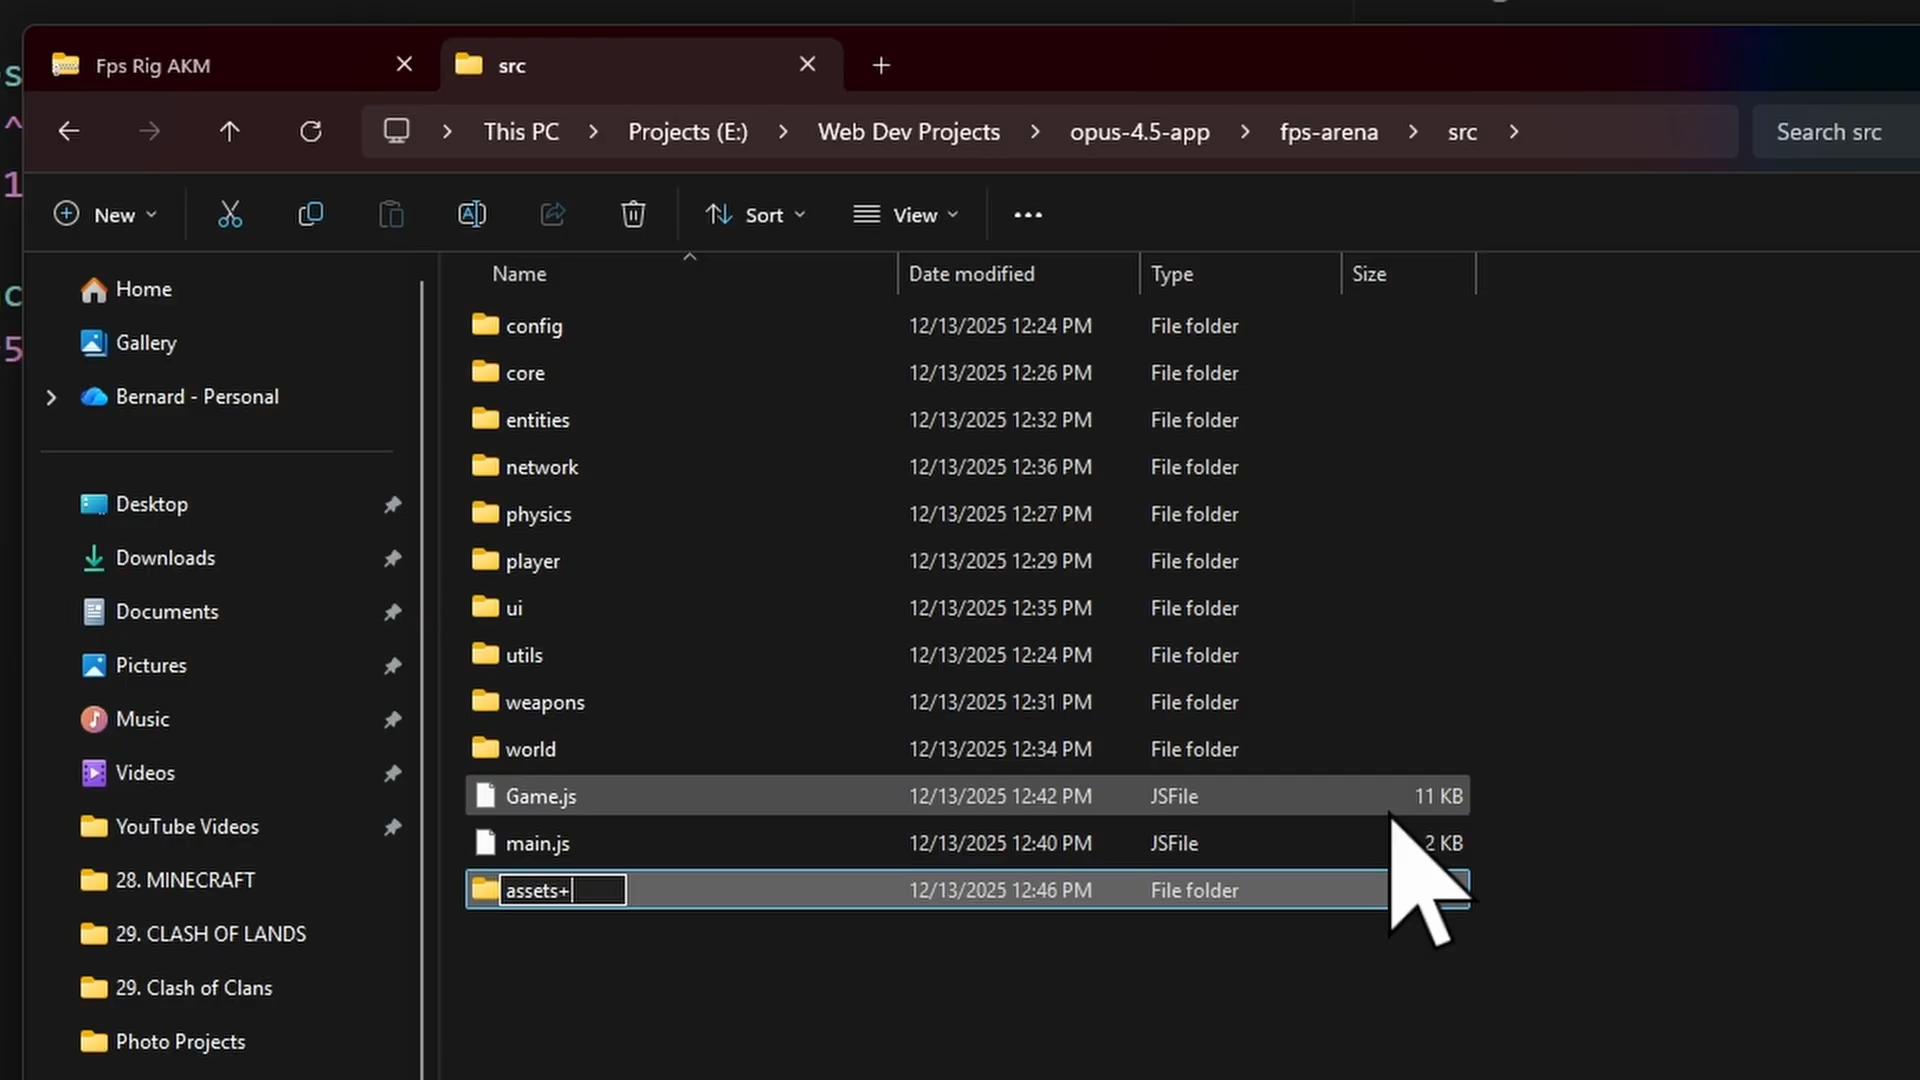 Fps Rig AKM
src
This PC > Projects (E:) > Web Dev Projects > opus-4.5-app > fps-arena > src >
Search src
New
Sort
View
Name Date modified Type Size
Home
Gallery
Bernard - Personal
Desktop
Downloads
Documents
Pictures
Music
Videos
YouTube Videos
28. MINECRAFT
29. CLASH OF LANDS
29. Clash of Clans
Photo Projects
config 12/13/2025 12:24 PM File folder
core 12/13/2025 12:26 PM File folder
entities 12/13/2025 12:32 PM File folder
network 12/13/2025 12:36 PM File folder
physics 12/13/2025 12:27 PM File folder
player 12/13/2025 12:29 PM File folder
ui 12/13/2025 12:35 PM File folder
utils 12/13/2025 12:24 PM File folder
weapons 12/13/2025 12:31 PM File folder
world 12/13/2025 12:34 PM File folder
Game.js 12/13/2025 12:42 PM JSFile 11 KB
main.js 12/13/2025 12:40 PM JSFile 2 KB
assets+ 12/13/2025 12:46 PM File folder
s
^
1
c
5